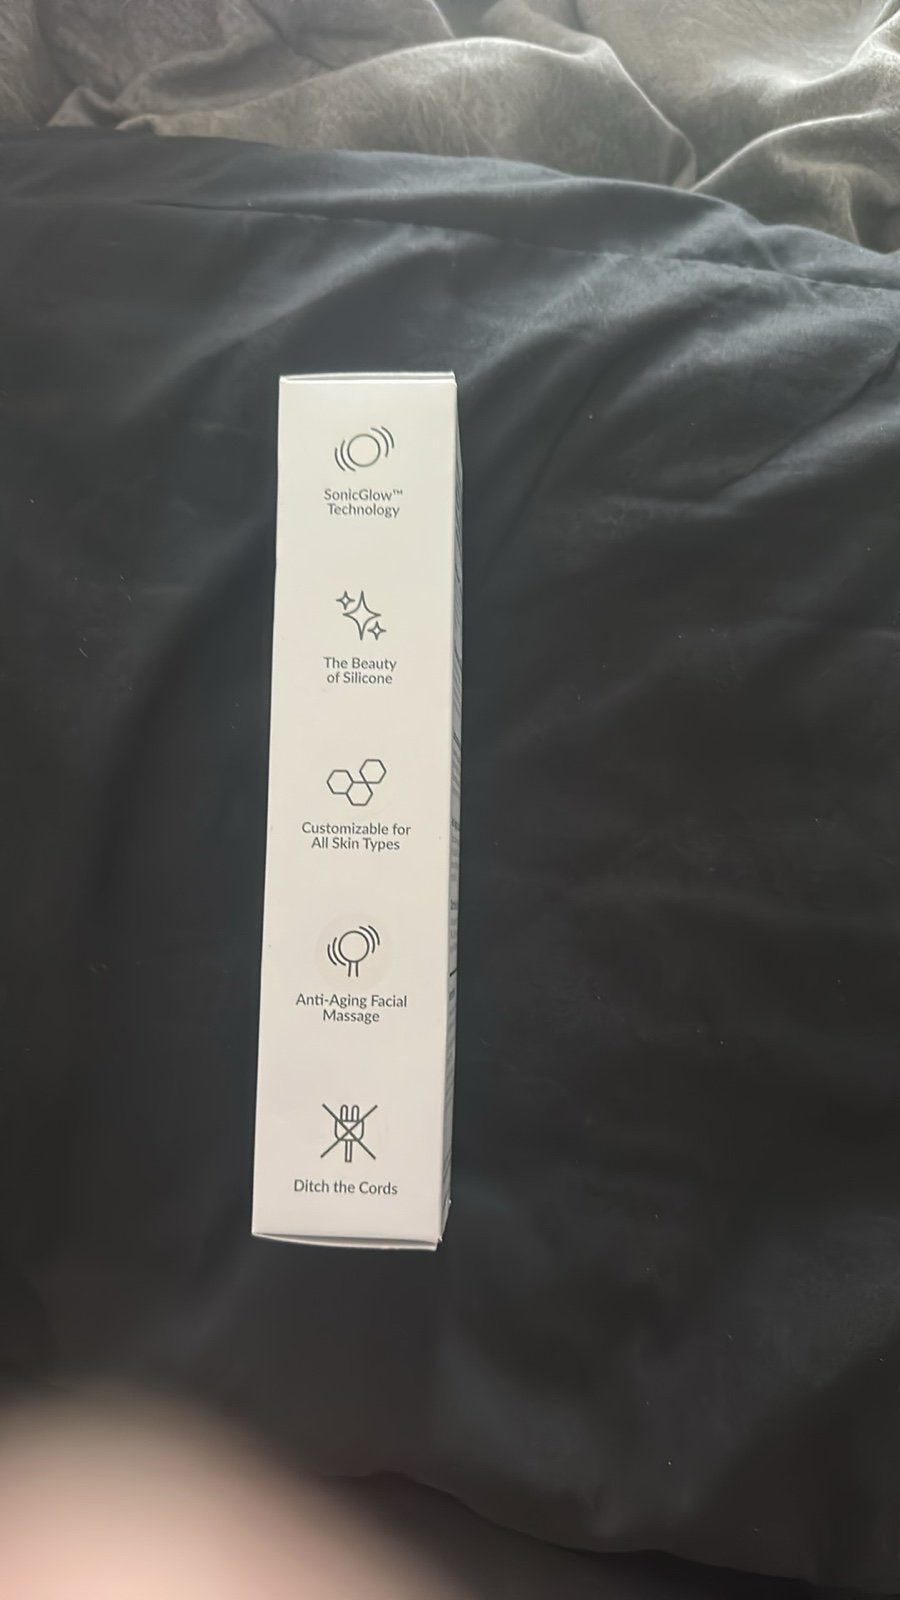 SonicGlow™
Technology
The Beauty
of Silicone
Customizable for
All Skin Types
Anti-Aging Facial
Massage
Ditch the Cords